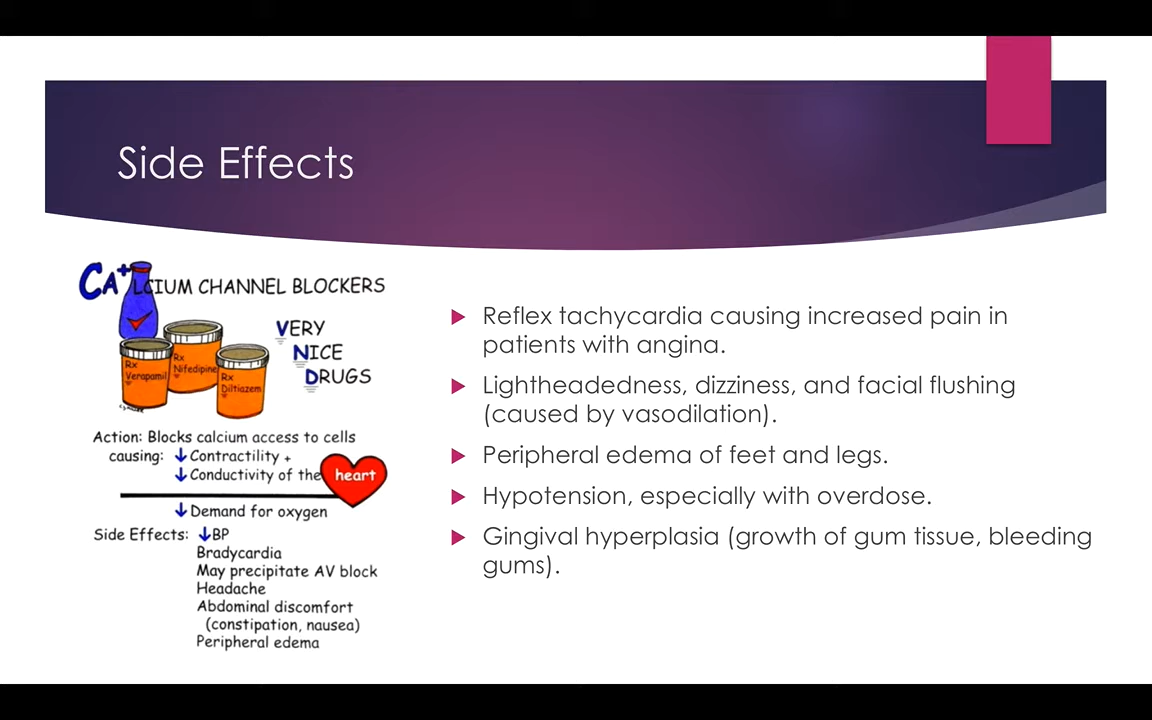 Side Effects
CA+LCIUM CHANNEL BLOCKERS
VERY
NICE
DRUGS
Rx
Verapamil
Rx
Nifedipine
Rx
Diltiazem
Action: Blocks calcium access to cells
causing: ↓ Contractility +
↓ Conductivity of the heart
↓ Demand for oxygen
Side Effects: ↓ BP
Bradycardia
May precipitate AV block
Headache
Abdominal discomfort
(constipation, nausea)
Peripheral edema
Reflex tachycardia causing increased pain in
patients with angina.
Lightheadedness, dizziness, and facial flushing
(caused by vasodilation).
Peripheral edema of feet and legs.
Hypotension, especially with overdose.
Gingival hyperplasia (growth of gum tissue, bleeding
gums).